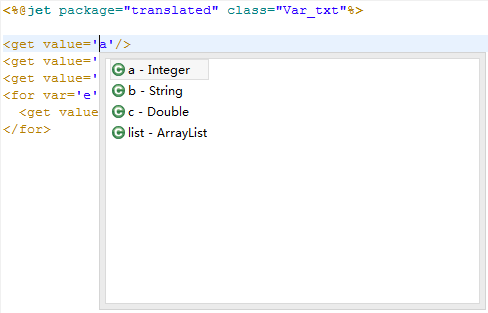 <%@jet package="translated" class="Var_txt"%>
<get value='a'/>
<get value='
<get value='
<for var='e'
<get value
</for>
a - Integer
b - String
c - Double
list - ArrayList